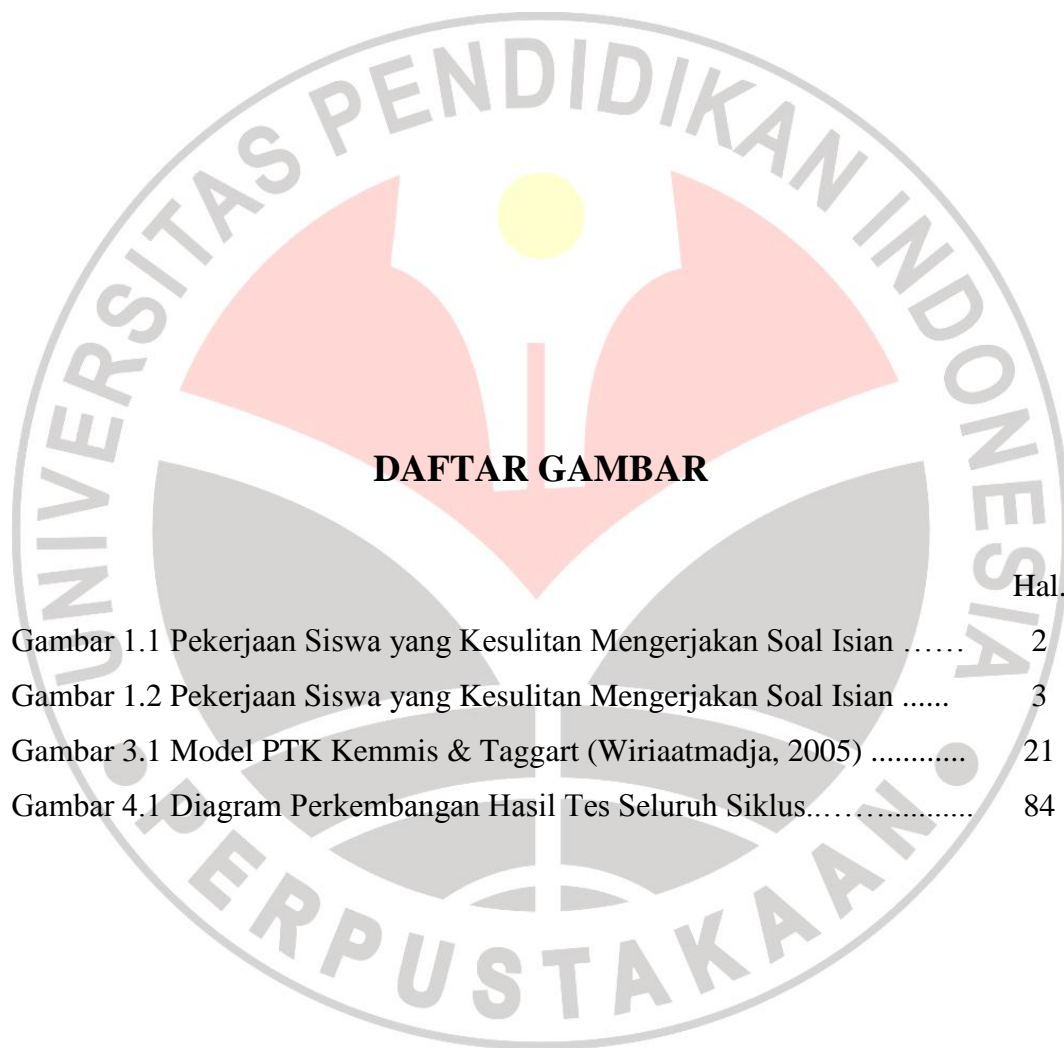 UNIVERSITAS PENDIDIKAN INDONESIA
DAFTAR GAMBAR
Hal.
Gambar 1.1 Pekerjaan Siswa yang Kesulitan Mengerjakan Soal Isian …… 2
Gambar 1.2 Pekerjaan Siswa yang Kesulitan Mengerjakan Soal Isian ...... 3
Gambar 3.1 Model PTK Kemmis & Taggart (Wiriaatmadja, 2005) ............ 21
Gambar 4.1 Diagram Perkembangan Hasil Tes Seluruh Siklus..……........... 84
PERPUSTAKAAN